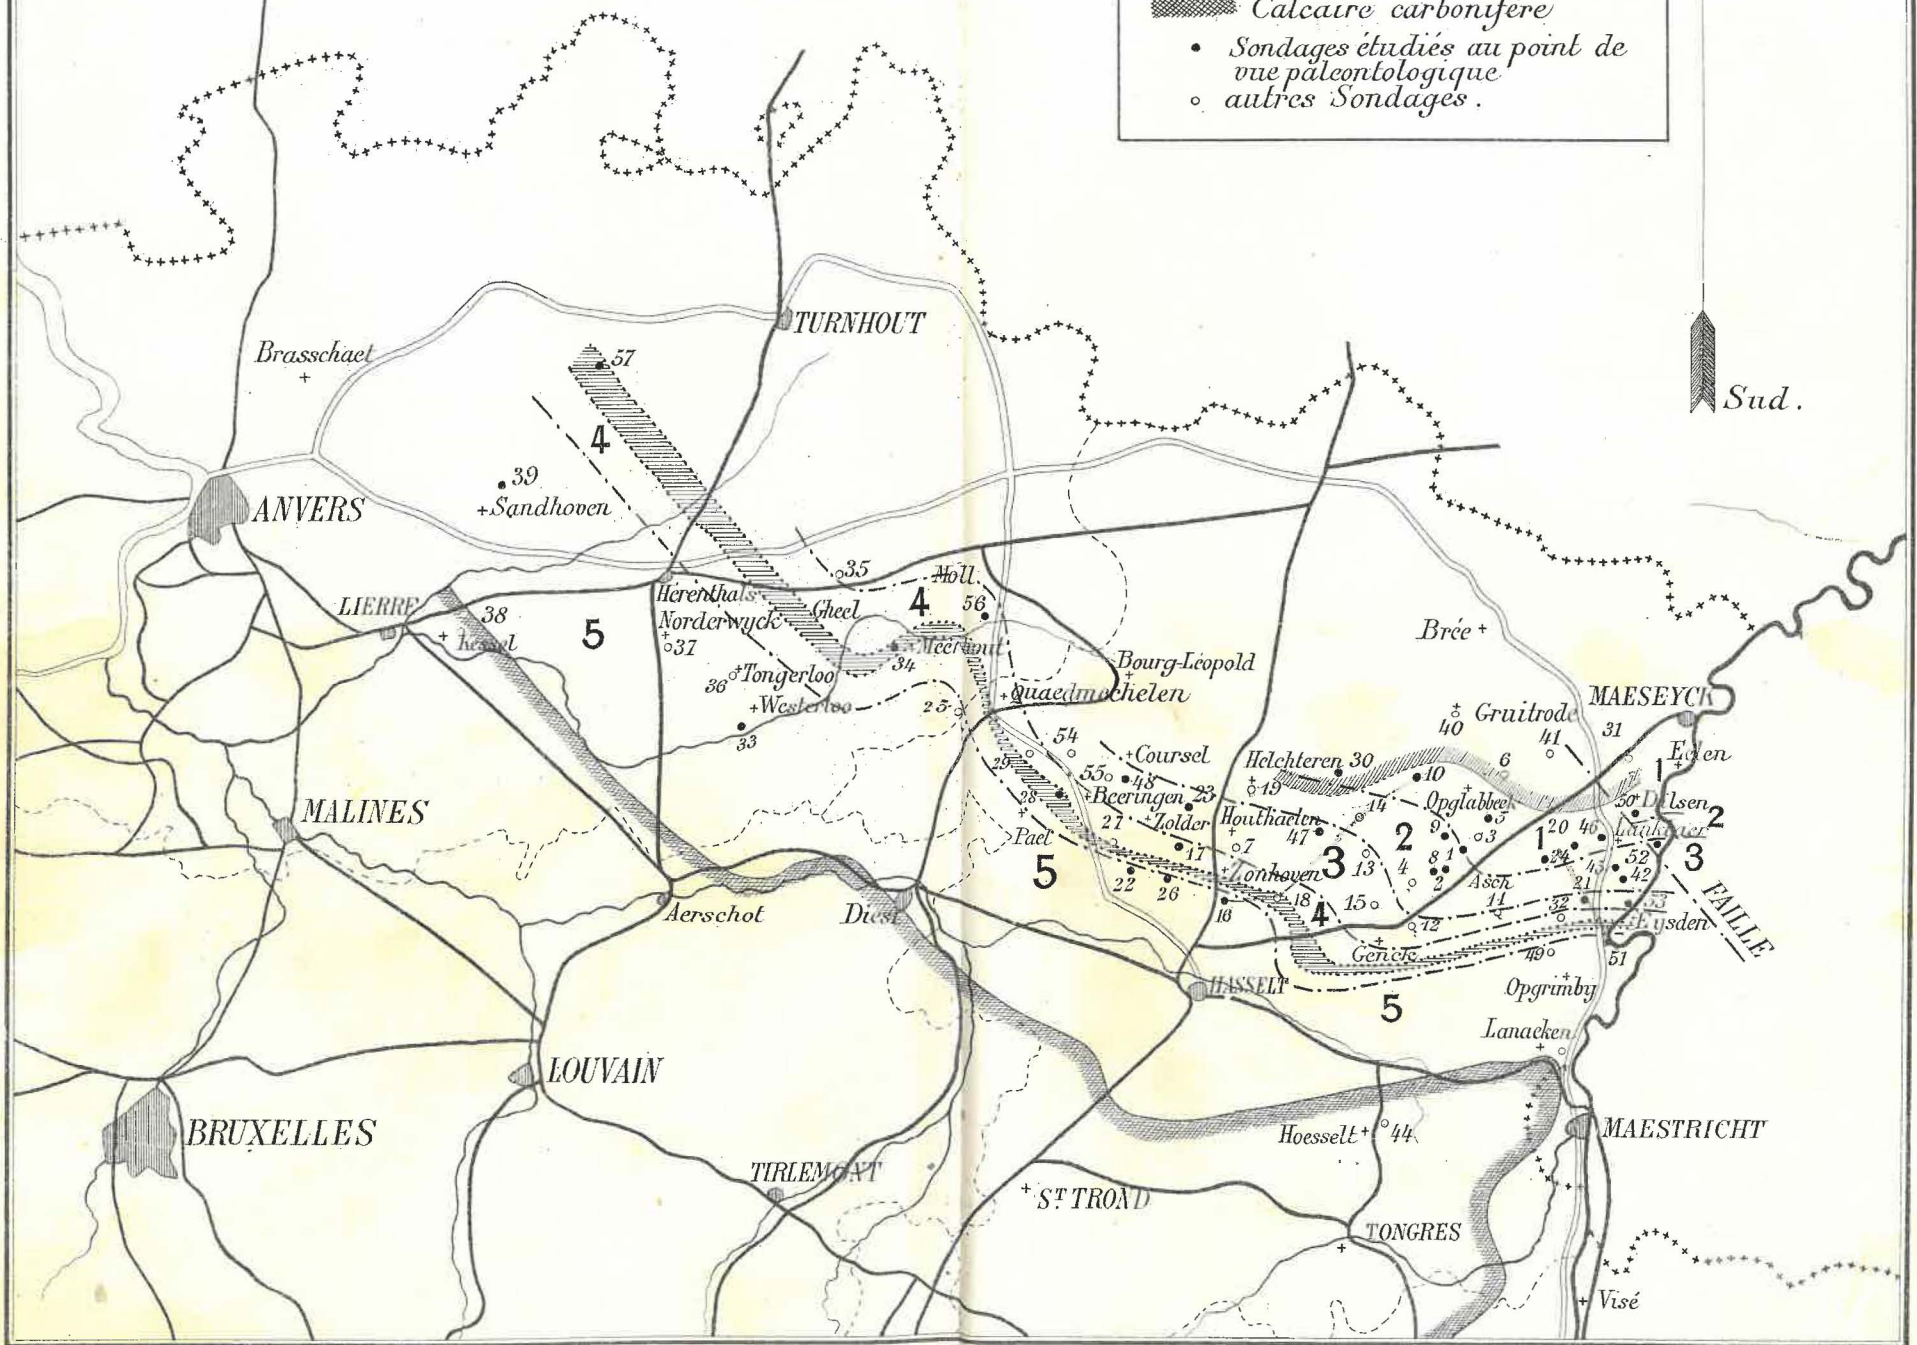 Calcaire carbonifère
Sondages étudiés au point de
vue paléontologique
autres Sondages.
Sud.
TURNHOUT
Brasschaet
57
4
39
Sandhoven
ANVERS
35
Moll.
LIERRE
38
Herenthals
Gheel
4
56
Kessel
5
Norderwyck
37
Meerhout
34
Brée
Bourg-Léopold
36
Tongerloo
Quaedmechelen
Westerloo
25
33
MAESEYCK
40
Gruitrode
41
31
54
Coursel
Helchteren 30
6
1
Eelen
29
55
48
19
10
28
Beeringen
23
14
Opglabbeek
50
Dilsen
MALINES
Pael
27
Zolder
Houthaelen
47
2
9
5
3
20
46
2
7
1
17
3
13
8
1
24
43
52
3
5
22
26
Zonhoven
4
2
Asch
21
42
18
15
11
32
53
FAILLE
Aerschot
Diest
16
4
12
Eysden
Genck
49
51
HASSELT
5
Opgrimby
Lanaeken
LOUVAIN
BRUXELLES
Hoesselt
44
MAESTRICHT
TIRLEMONT
ST TROND
TONGRES
Visé